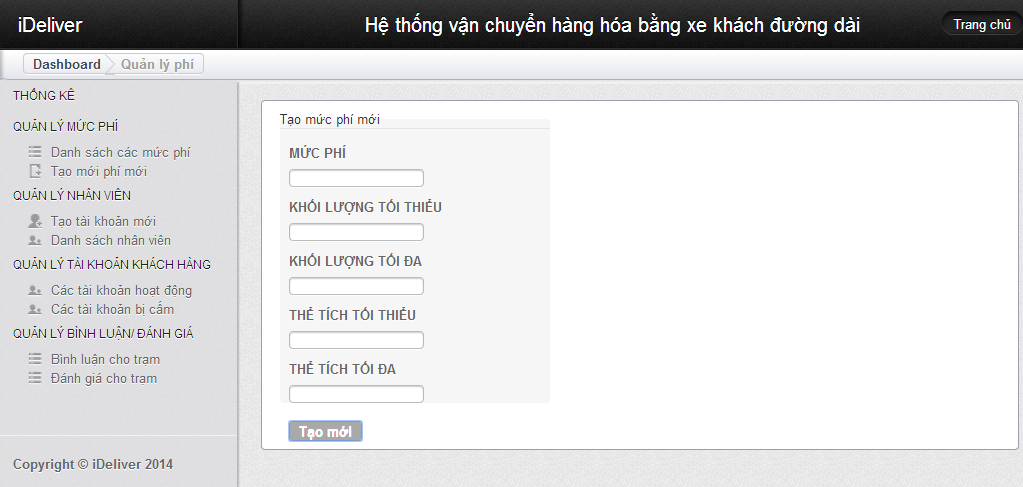 iDeliver
Hệ thống vận chuyển hàng hóa bằng xe khách đường dài
Trang chủ
Dashboard
Quản lý phí
THỐNG KÊ
QUẢN LÝ MỨC PHÍ
Danh sách các mức phí
Tạo mới phí mới
QUẢN LÝ NHÂN VIÊN
Tạo tài khoản mới
Danh sách nhân viên
QUẢN LÝ TÀI KHOẢN KHÁCH HÀNG
Các tài khoản hoạt động
Các tài khoản bị cấm
QUẢN LÝ BÌNH LUẬN/ ĐÁNH GIÁ
Bình luận cho trạm
Đánh giá cho trạm
Copyright © iDeliver 2014
Tạo mức phí mới
MỨC PHÍ
KHỐI LƯỢNG TỐI THIỂU
KHỐI LƯỢNG TỐI ĐA
THỂ TÍCH TỐI THIỂU
THỂ TÍCH TỐI ĐA
Tạo mới